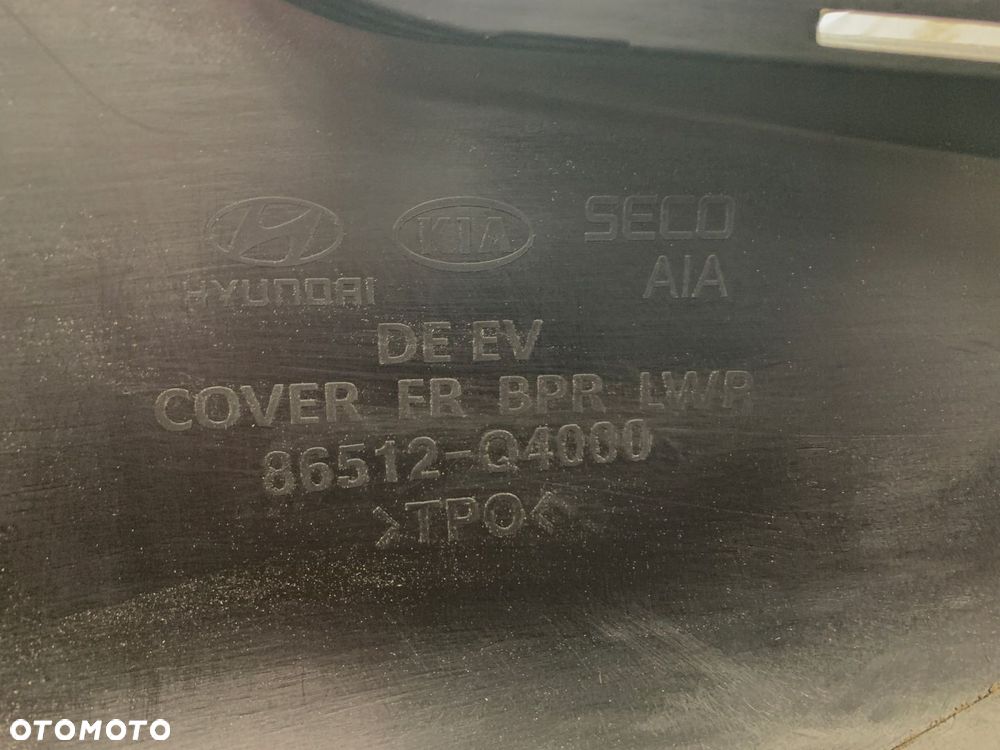 KIA SECO
HYUNDAI AIA
DE EV
COVER FR BPR LWR
86512-Q4000
>TPO<
OTOMOTO